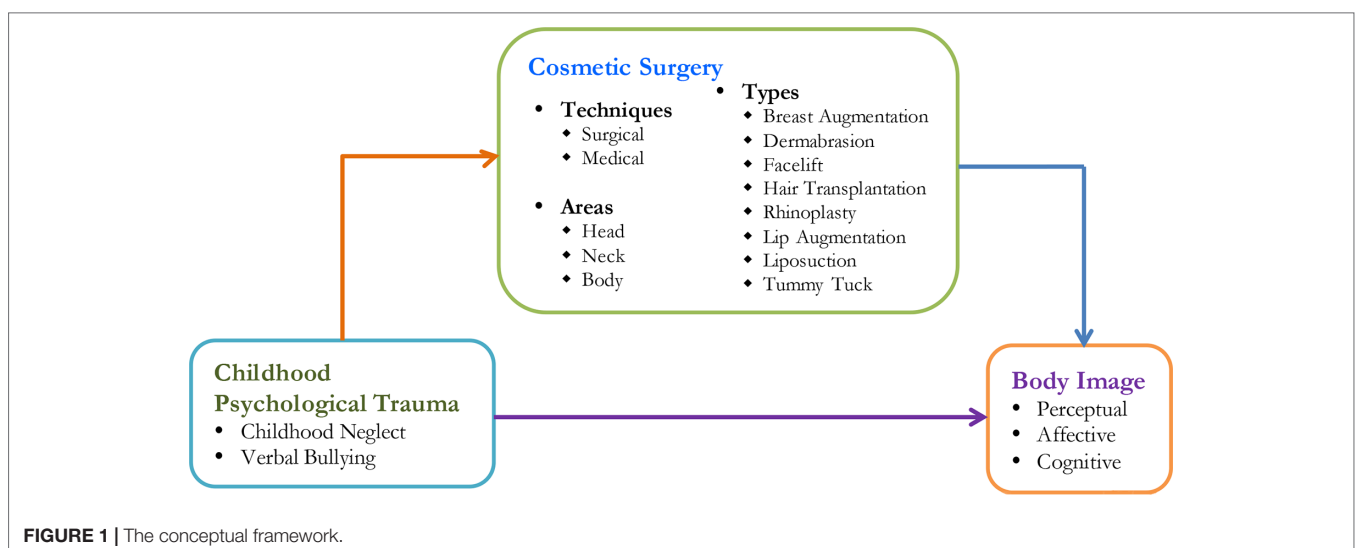 Cosmetic Surgery
• Techniques
◆ Surgical
◆ Medical
• Areas
◆ Head
◆ Neck
◆ Body
• Types
◆ Breast Augmentation
◆ Dermabrasion
◆ Facelift
◆ Hair Transplantation
◆ Rhinoplasty
◆ Lip Augmentation
◆ Liposuction
◆ Tummy Tuck
Childhood
Psychological Trauma
• Childhood Neglect
• Verbal Bullying
Body Image
• Perceptual
• Affective
• Cognitive
FIGURE 1 | The conceptual framework.